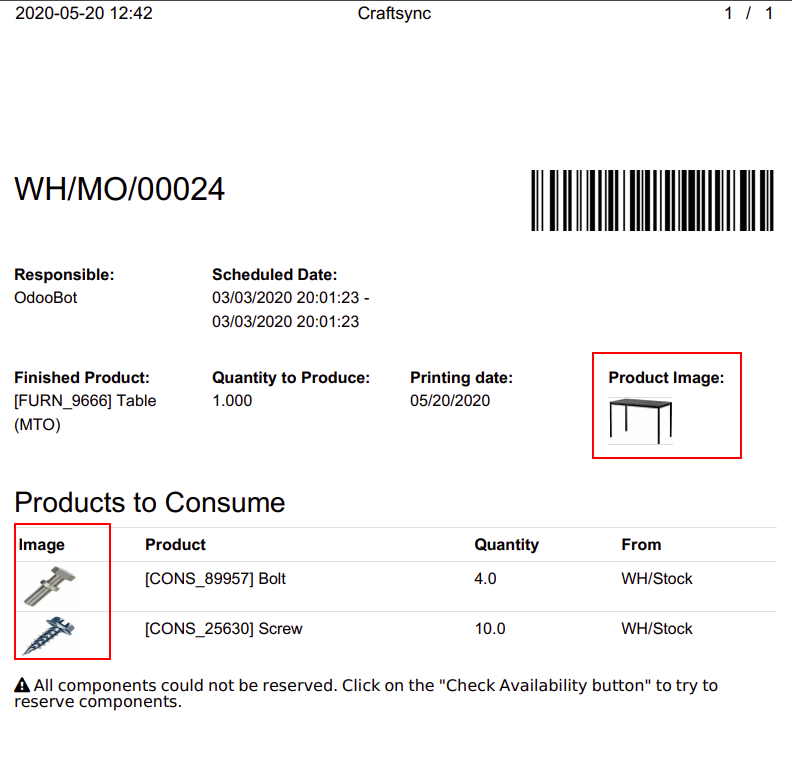 2020-05-20 12:42 Craftsync 1 / 1
WH/MO/00024
Responsible: Scheduled Date:
OdooBot 03/03/2020 20:01:23 -
03/03/2020 20:01:23
Finished Product: Quantity to Produce: Printing date: Product Image:
[FURN_9666] Table 1.000 05/20/2020
(MTO)
Products to Consume
Image Product Quantity From
[CONS_89957] Bolt 4.0 WH/Stock
[CONS_25630] Screw 10.0 WH/Stock
All components could not be reserved. Click on the "Check Availability button" to try to
reserve components.